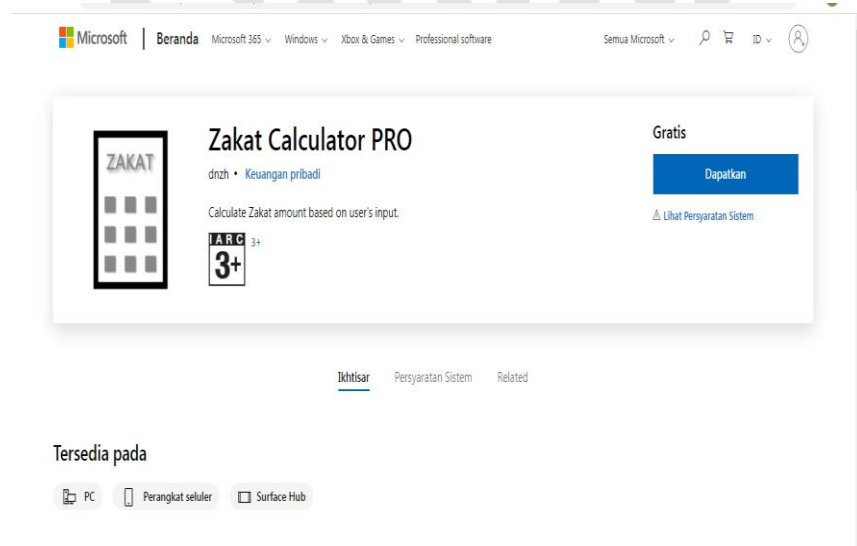 Microsoft | Beranda Microsoft 365 Windows Xbox & Games Professional software Semua Microsoft ID
ZAKAT
Zakat Calculator PRO
dnzh • Keuangan pribadi
Calculate Zakat amount based on user's input.
IARC
3+
3+
Gratis
Dapatkan
Lihat Persyaratan Sistem
Ikhtisar Persyaratan Sistem Related
Tersedia pada
PC Perangkat seluler Surface Hub